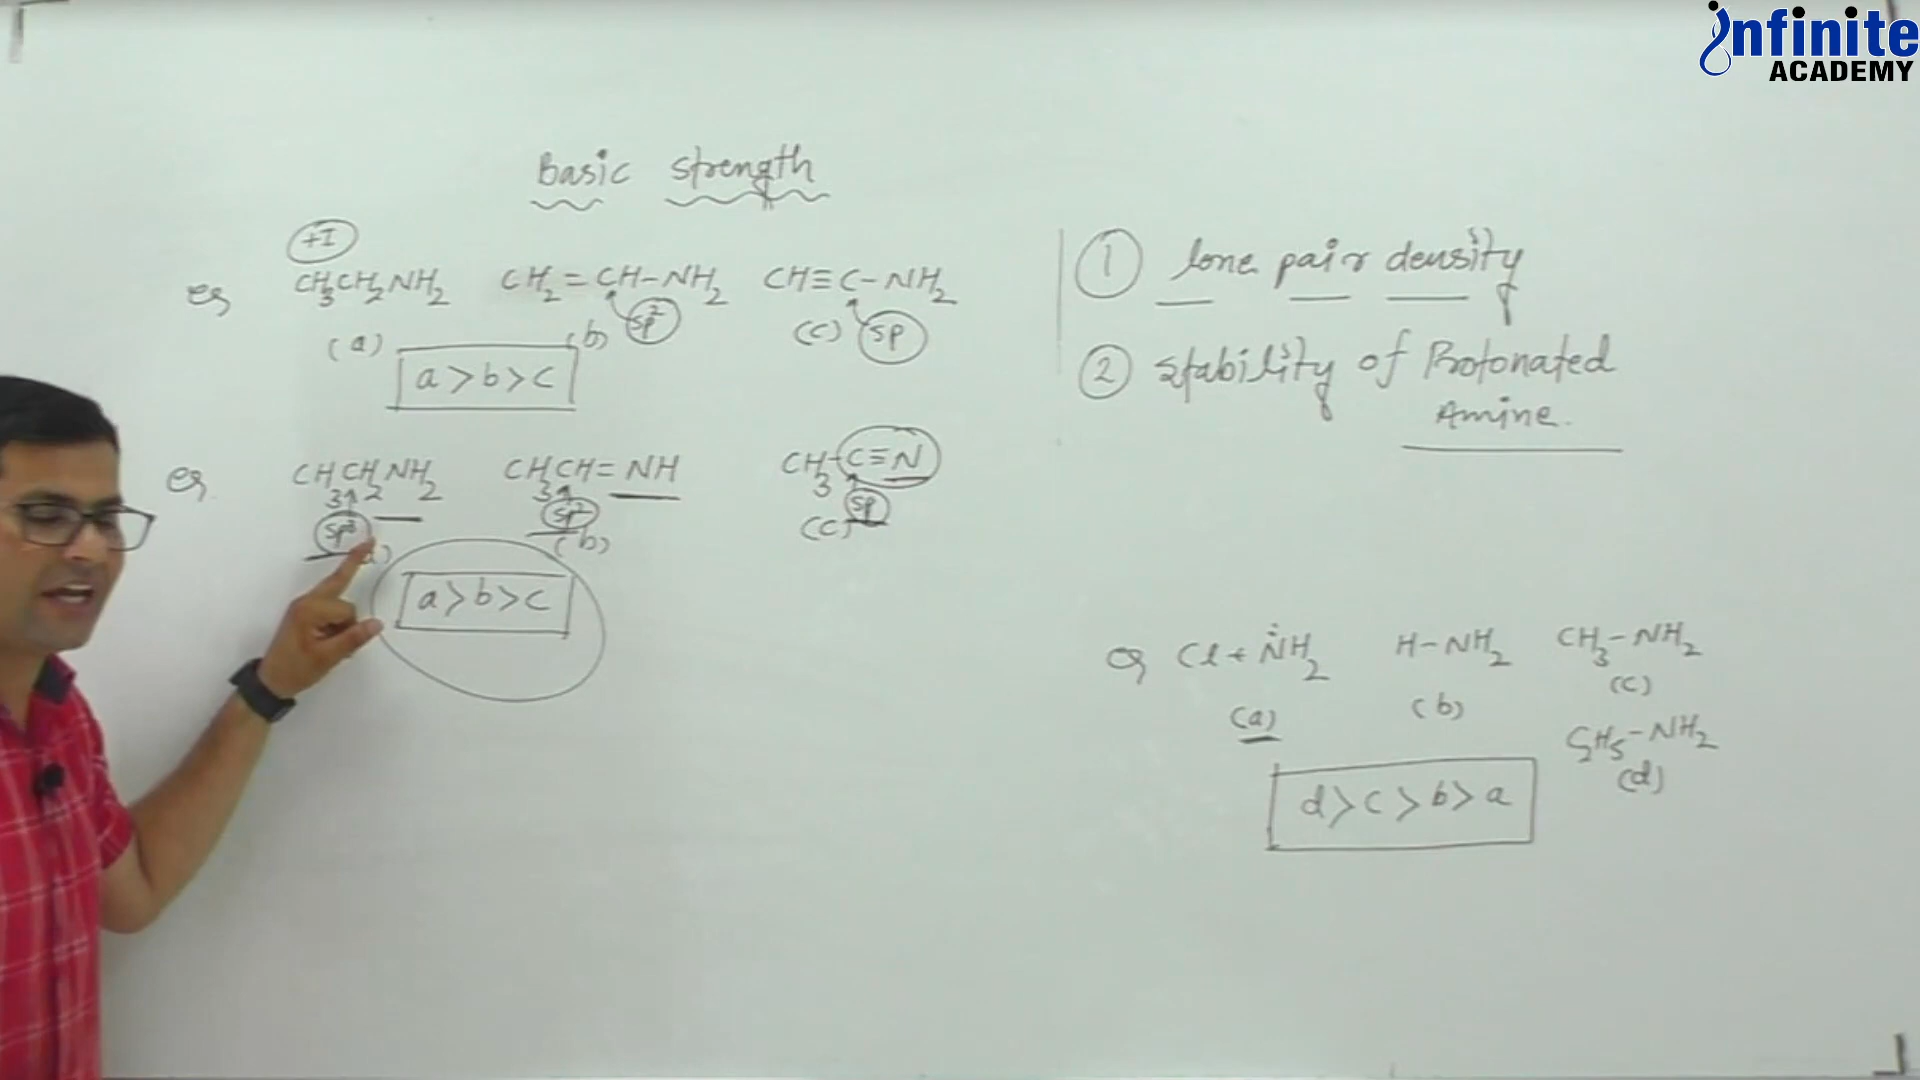 infinite
ACADEMY
Basic strength
+I
eg CH₃CH₂NH₂ CH₂=CH-NH₂ CH≡C-NH₂
sp² sp
(a) (b) (c)
a>b>c
eg CH₃CH₂NH₂ CH₃CH=NH CH₃-C≡N
sp³ sp² sp
(a) (b) (c)
a>b>c
① lone pair density
② stability of Protonated
Amine.
eg Cl←N̈H₂ H-NH₂ CH₃-NH₂
(a) (b) (c)
C₂H₅-NH₂
(d)
d>c>b>a